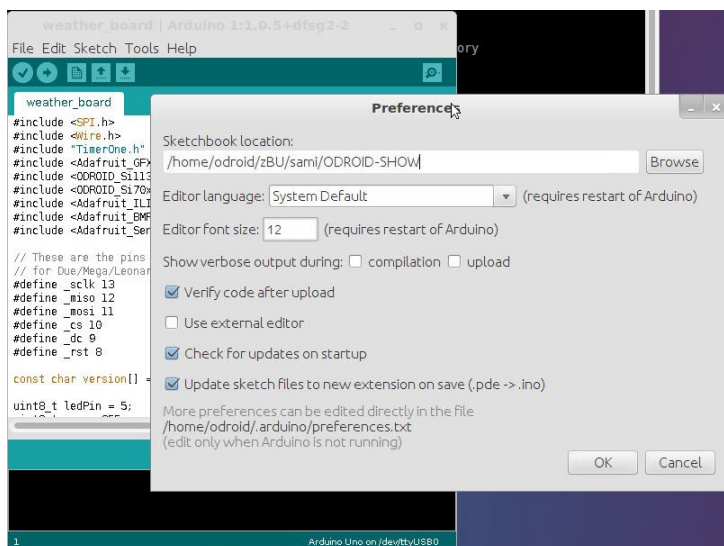 weather_board | Arduino 1:1.0.5+dfsg2-2
File Edit Sketch Tools Help
ory
weather_board
#include <SPI.h>
#include <Wire.h>
#include "TimerOne.h"
#include <Adafruit_GFX
#include <ODROID_Si113
#include <ODROID_Si70x
#include <Adafruit_ILI
#include <Adafruit_BMP
#include <Adafruit_Ser
// These are the pins
// for Due/Mega/Leonar
#define _sclk 13
#define _miso 12
#define _mosi 11
#define _cs 10
#define _dc 9
#define _rst 8
const char version[] =
uint8_t ledPin = 5;
Preferences
Sketchbook location:
/home/odroid/zBU/sami/ODROID-SHOW
Browse
Editor language: System Default (requires restart of Arduino)
Editor font size: 12 (requires restart of Arduino)
Show verbose output during: compilation upload
Verify code after upload
Use external editor
Check for updates on startup
Update sketch files to new extension on save (.pde -> .ino)
More preferences can be edited directly in the file
/home/odroid/.arduino/preferences.txt
(edit only when Arduino is not running)
OK Cancel
1 Arduino Uno on /dev/ttyUSB0